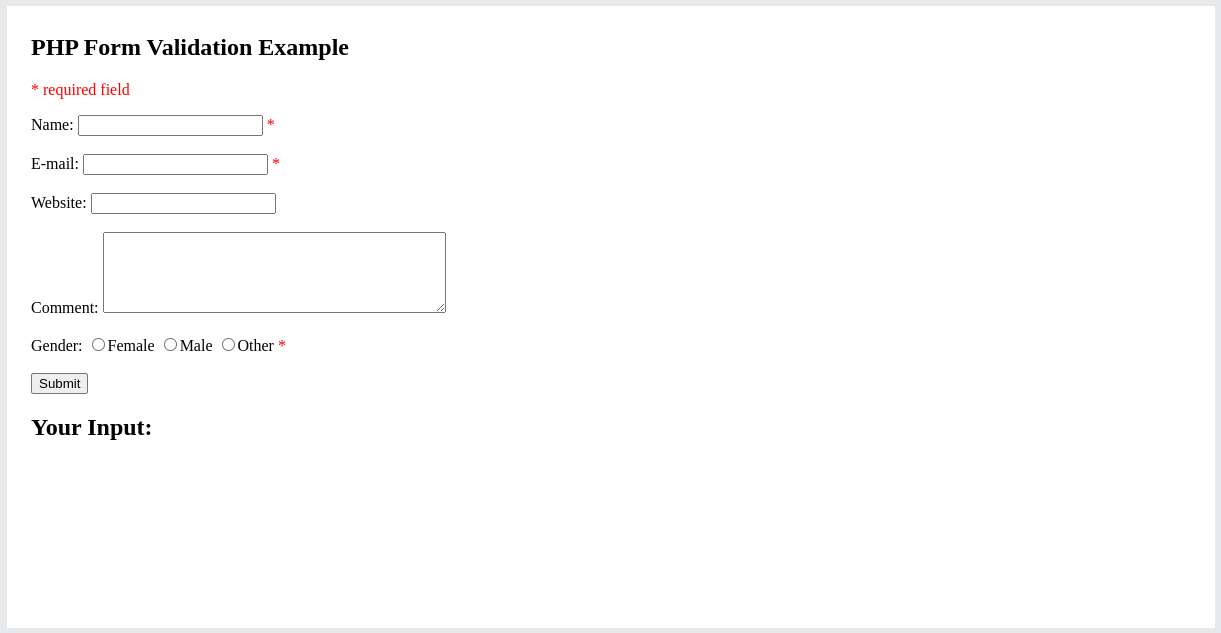 PHP Form Validation Example
* required field
Name: *
E-mail: *
Website:
Comment:
Gender: Female Male Other *
Submit
Your Input: